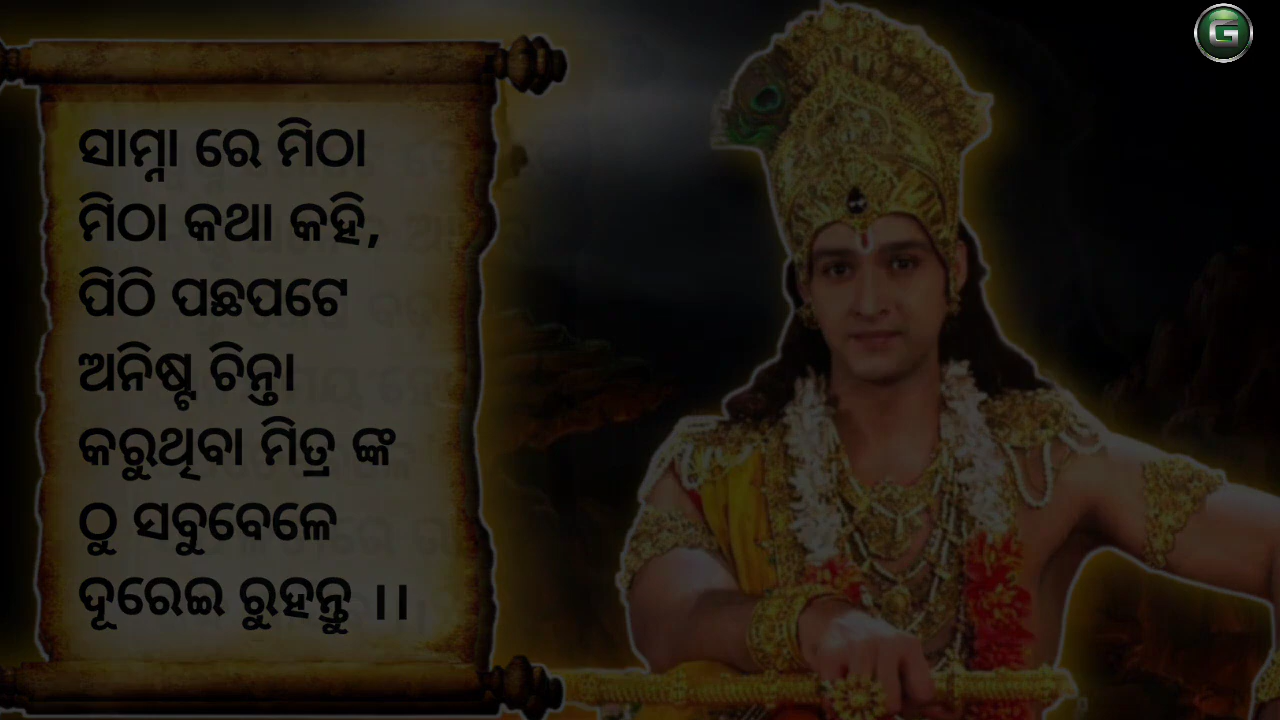 ସାମ୍ନା ରେ ମିଠା
ମିଠା କଥା କହି,
ପିଠି ପଛପଟେ
ଅନିଷ୍ଟ ଚିନ୍ତା
କରୁଥିବା ମିତ୍ର ଙ୍କ
ଠୁ ସବୁବେଳେ
ଦୂରେଇ ରୁହନ୍ତୁ ।।
G